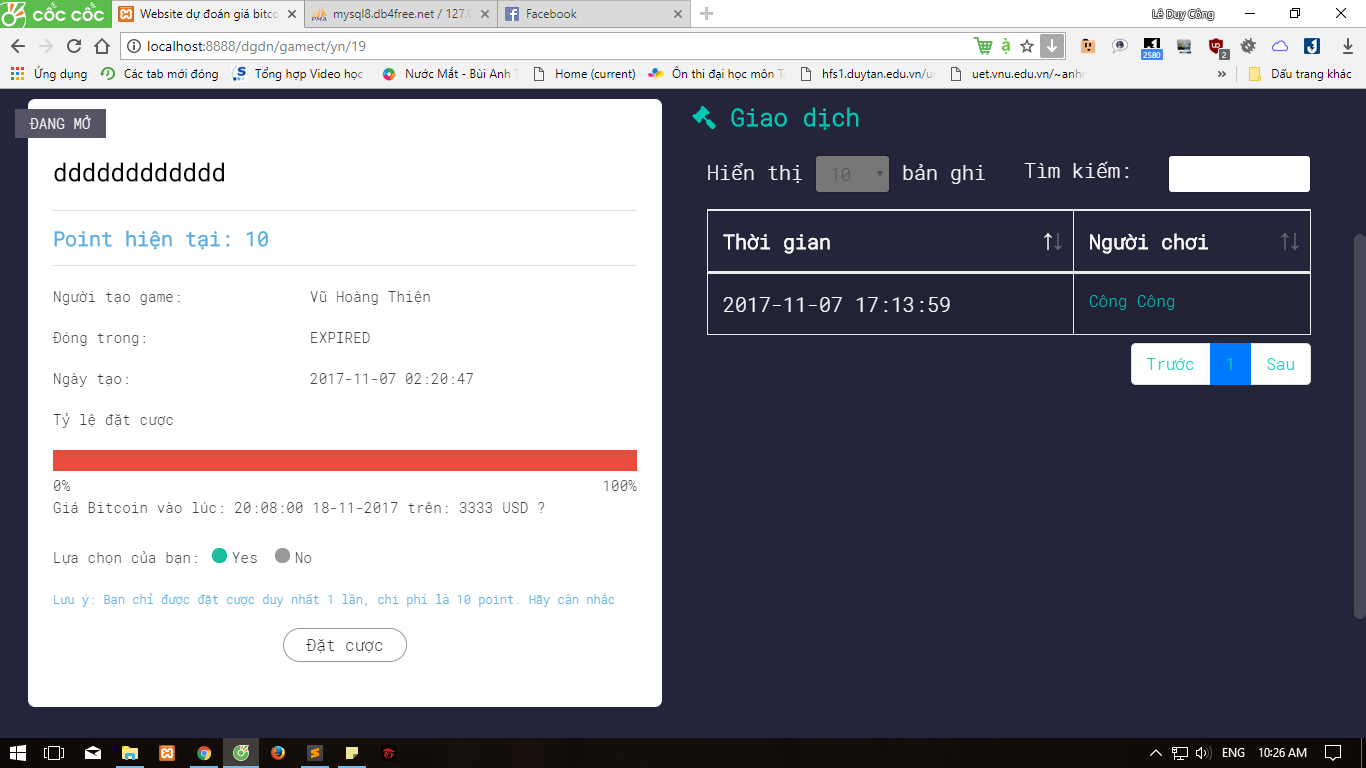 cốc cốc
Website dự đoán giá bitco
mysql8.db4free.net / 127.0
Facebook
Lê Duy Công
localhost:8888/dgdn/gamect/yn/19
2580
2
Ứng dụng
Các tab mới đóng
Tổng hợp Video học
Nước Mắt - Bùi Anh T
Home (current)
Ôn thi đại học môn T
hfs1.duytan.edu.vn/u
uet.vnu.edu.vn/~anhr
Dấu trang khác
ĐANG MỞ
dddddddddddd
Point hiện tại: 10
Người tạo game: Vũ Hoàng Thiện
Đóng trong: EXPIRED
Ngày tạo: 2017-11-07 02:20:47
Tỷ lệ đặt cược
0% 100%
Giá Bitcoin vào lúc: 20:08:00 18-11-2017 trên: 3333 USD ?
Lựa chọn của bạn: Yes No
Lưu ý: Bạn chỉ được đặt cược duy nhất 1 lần, chi phí là 10 point. Hãy cân nhắc
Đặt cược
Giao dịch
Hiển thị 10 bản ghi Tìm kiếm:
Thời gian Người chơi
2017-11-07 17:13:59 Công Công
Trước 1 Sau
ENG 10:26 AM